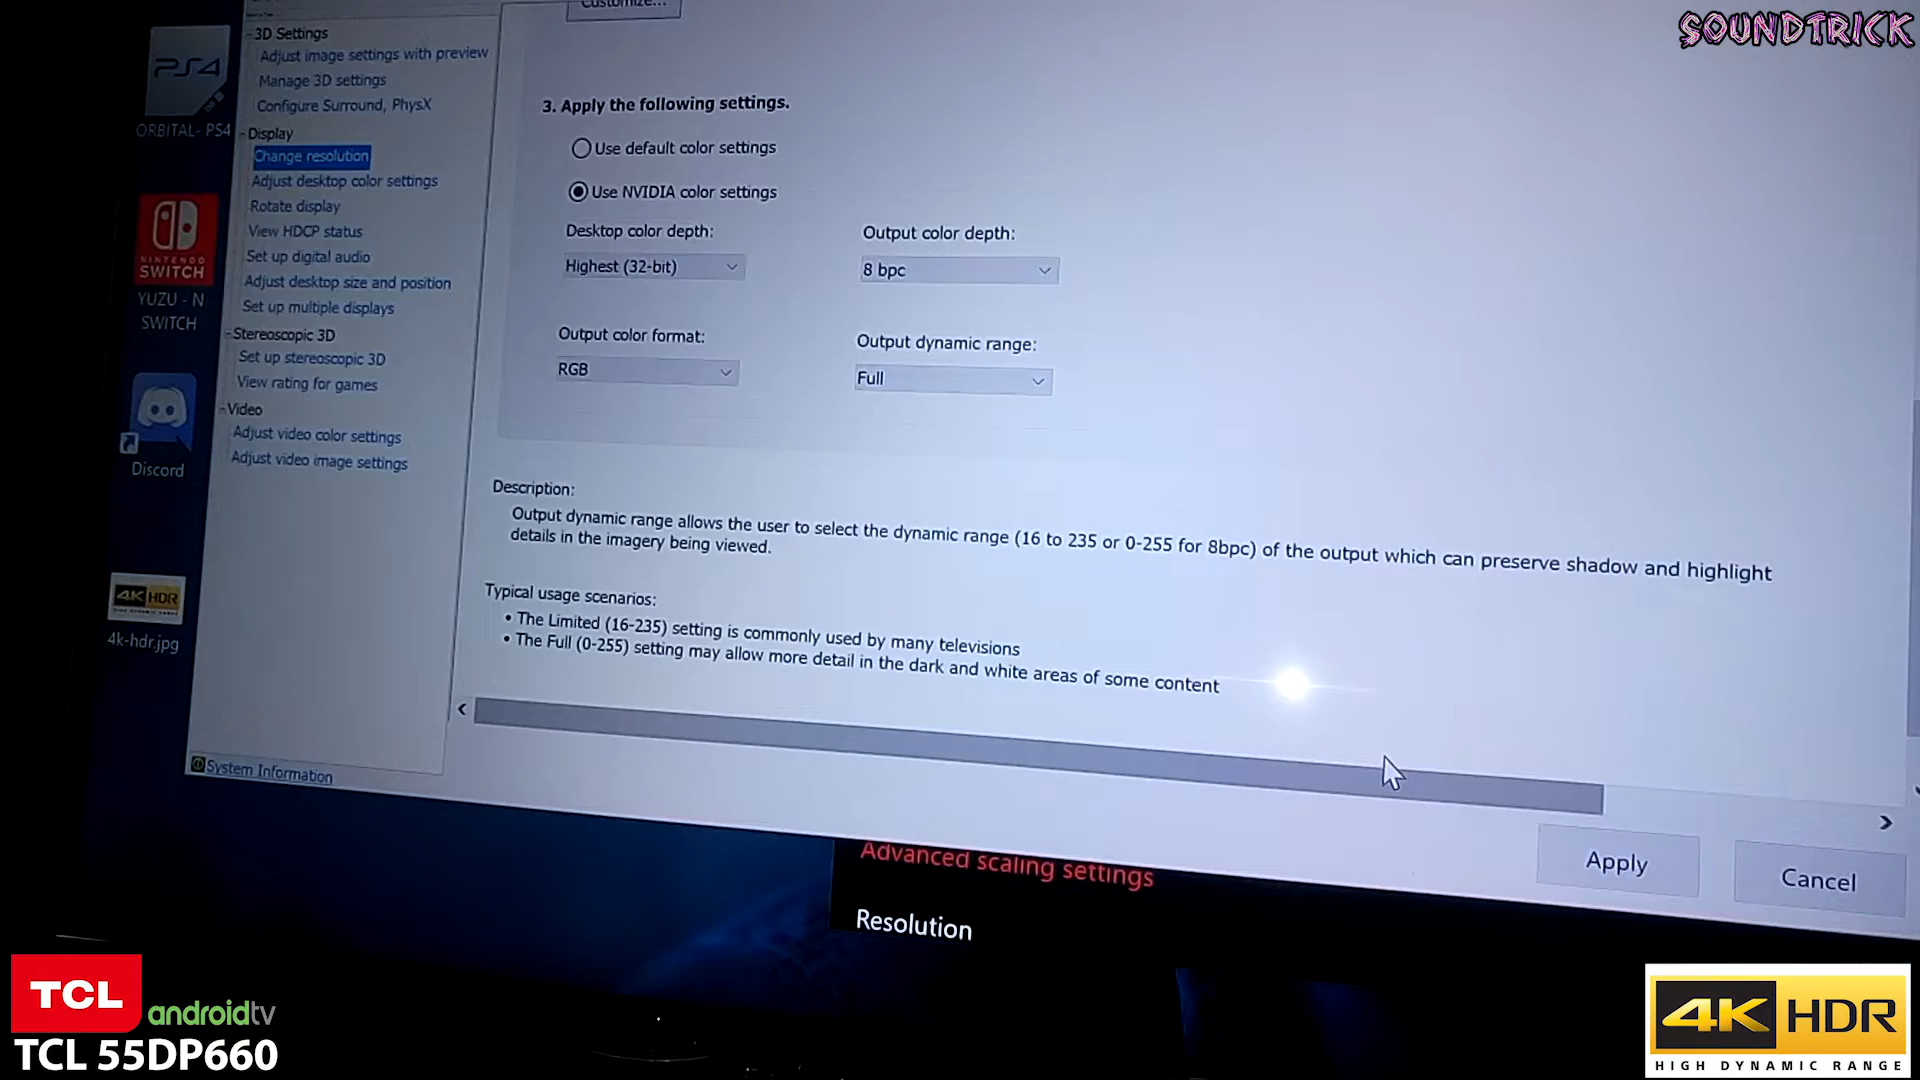 SOUNDTRICK
Customize...
PS4
ORBITAL- PS4
NINTENDO
SWITCH
YUZU - N
SWITCH
Discord
4K HDR
4k-hdr.jpg
3D Settings
Adjust image settings with preview
Manage 3D settings
Configure Surround, PhysX
Display
Change resolution
Adjust desktop color settings
Rotate display
View HDCP status
Set up digital audio
Adjust desktop size and position
Set up multiple displays
Stereoscopic 3D
Set up stereoscopic 3D
View rating for games
Video
Adjust video color settings
Adjust video image settings
System Information
3. Apply the following settings.
Use default color settings
Use NVIDIA color settings
Desktop color depth:
Output color depth:
Highest (32-bit)
8 bpc
Output color format:
Output dynamic range:
RGB
Full
Description:
Output dynamic range allows the user to select the dynamic range (16 to 235 or 0-255 for 8bpc) of the output which can preserve shadow and highlight
details in the imagery being viewed.
Typical usage scenarios:
• The Limited (16-235) setting is commonly used by many televisions
• The Full (0-255) setting may allow more detail in the dark and white areas of some content
Apply
Cancel
Advanced scaling settings
Resolution
TCL
androidtv
TCL 55DP660
4K HDR
HIGH DYNAMIC RANGE